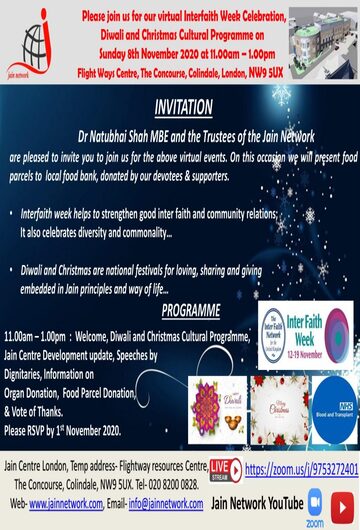 Please join us for our virtual Interfaith Week Celebration,
Diwali and Christmas Cultural Programme on
Sunday 8th November 2020 at 11.00am – 1.00pm
Flight Ways Centre, The Concourse, Colindale, London, NW9 5UX
jain network
INVITATION
Dr Natubhai Shah MBE and the Trustees of the Jain Network
are pleased to invite you to join us for the above virtual events. On this occasion we will present food
parcels to local food bank, donated by our devotees & supporters.
• Interfaith week helps to strengthen good inter faith and community relations;
It also celebrates diversity and commonality...
• Diwali and Christmas are national festivals for loving, sharing and giving
embedded in Jain principles and way of life...
PROGRAMME
11.00am – 1.00pm : Welcome, Diwali and Christmas Cultural Programme,
Jain Centre Development update, Speeches by
Dignitaries, Information on
Organ Donation, Food Parcel Donation,
& Vote of Thanks.
Please RSVP by 1st November 2020.
The Inter Faith
Network
Inter Faith
Week
12-19 November
Diwali
Merry
Christmas
NHS
Blood and Transplant
Jain Centre London, Temp address- Flightway resources Centre,
The Concourse, Colindale, NW9 5UX. Tel- 020 8200 0828.
Web- www.jainnetwork.com, Email- info@jainnetwork.com
LIVE
STREAM
https://zoom.us/j/9753272401
Jain Network YouTube
zoom